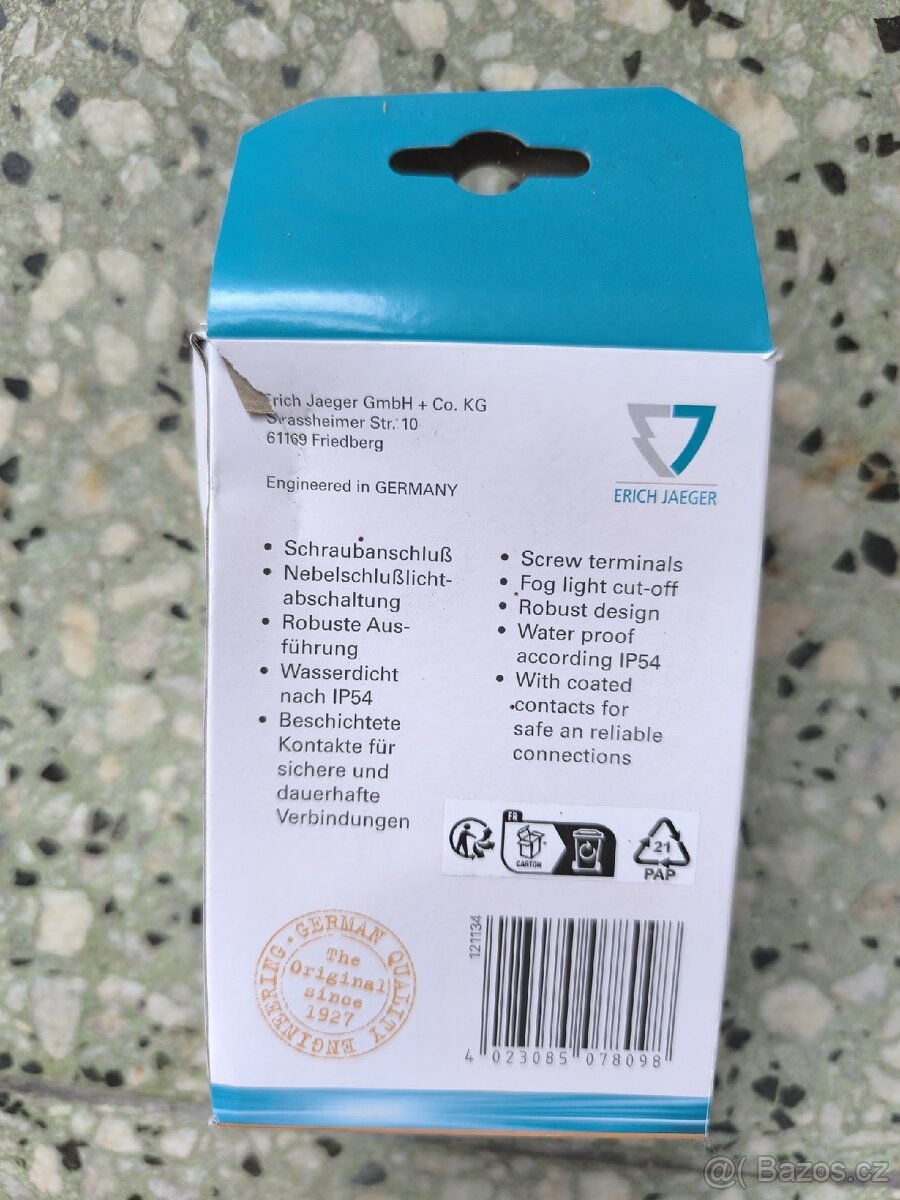 Erich Jaeger GmbH + Co. KG
Strassheimer Str. 10
61169 Friedberg
Engineered in GERMANY
ERICH JAEGER
• Schraubanschluß
• Nebelschlußlicht-
abschaltung
• Robuste Aus-
führung
• Wasserdicht
nach IP54
• Beschichtete
Kontakte für
sichere und
dauerhafte
Verbindungen
• Screw terminals
• Fog light cut-off
• Robust design
• Water proof
according IP54
• With coated
contacts for
safe an reliable
connections
FR
CARTON
21
PAP
GERMAN QUALITY ENGINEERING
The
Original
since
1927
121134
4 023085 078098
@( Bazos.cz